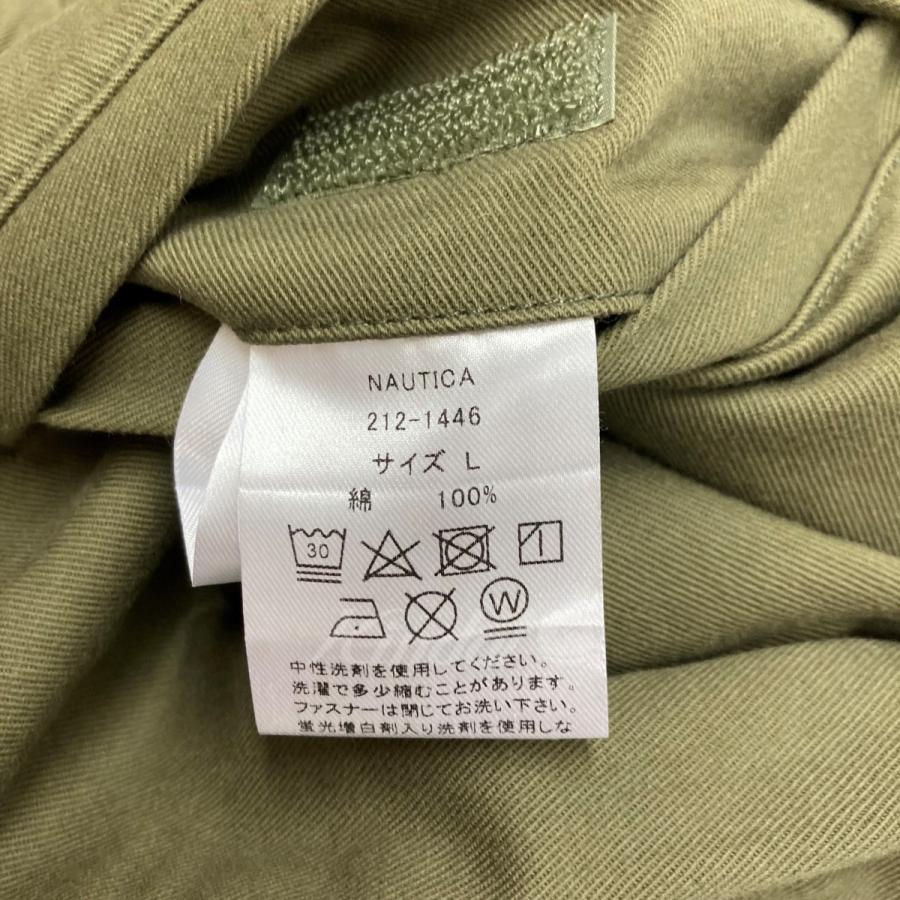 NAUTICA
212-1446
サイズ L
綿 100%
30
W
中性洗剤を使用してください。
洗濯で多少縮むことがあります。
ファスナーは閉じてお洗い下さい。
蛍光増白剤入り洗剤を使用しな